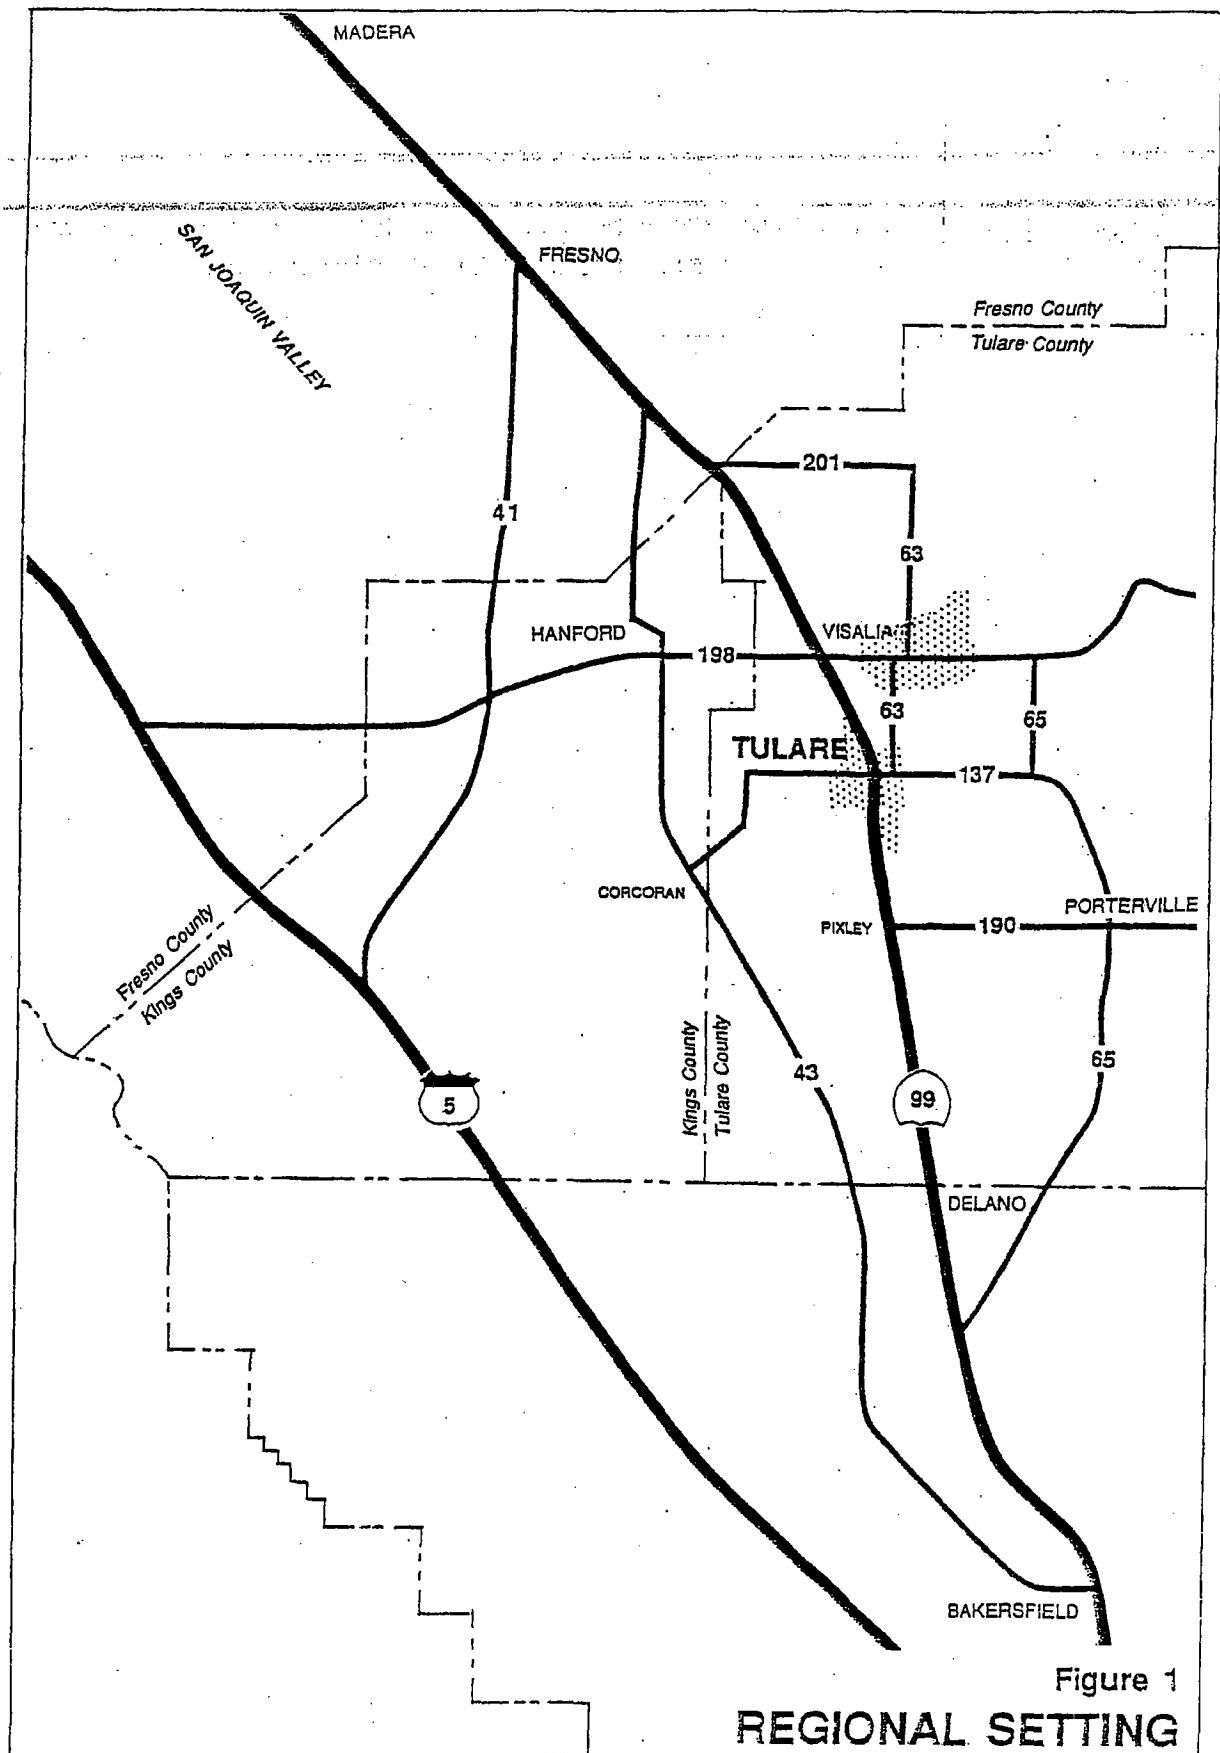 MADERA
SAN JOAQUIN VALLEY
FRESNO
Fresno County
Tulare County
201
41
63
HANFORD
VISALIA
198
63
65
TULARE
137
CORCORAN
PORTERVILLE
PIXLEY
190
Fresno County
Kings County
Kings County
Tulare County
43
65
5
99
DELANO
BAKERSFIELD
Figure 1
REGIONAL SETTING